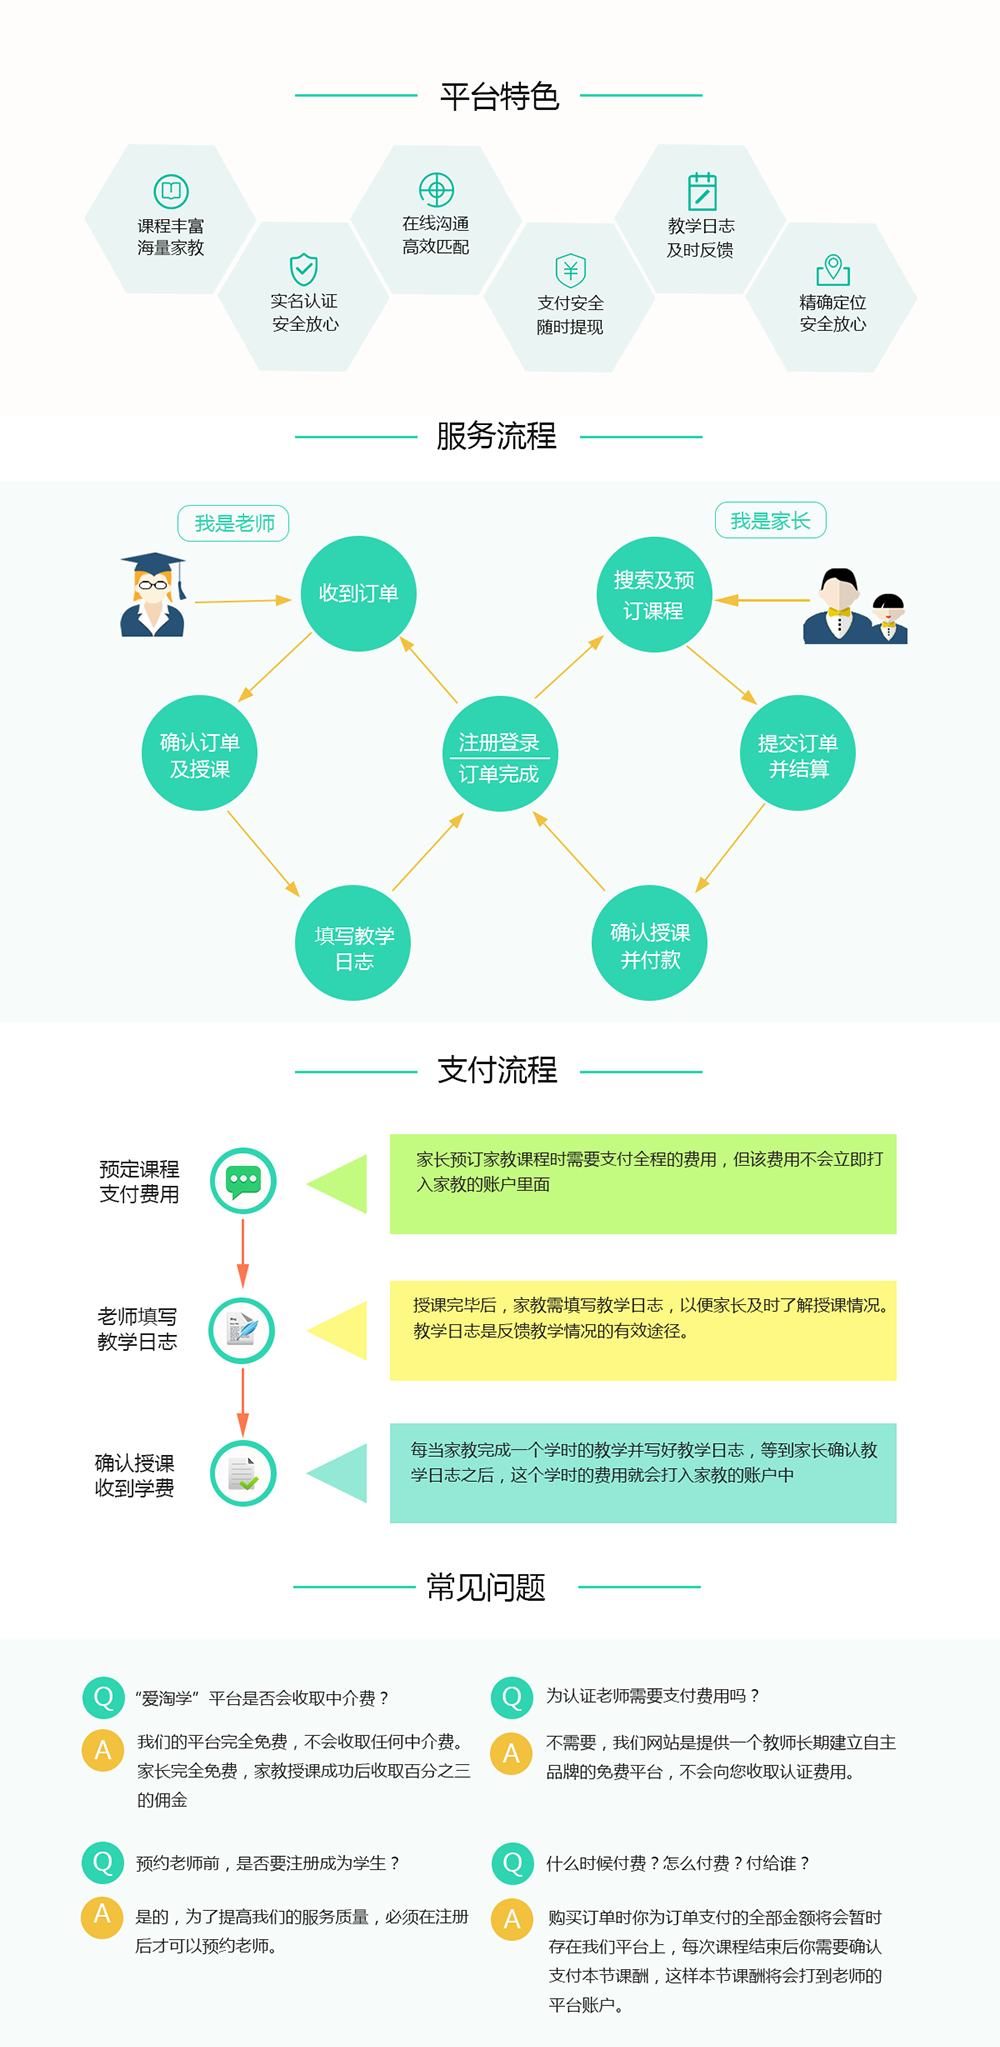 平台特色
课程丰富
海量家教
实名认证
安全放心
在线沟通
高效匹配
支付安全
随时提现
教学日志
及时反馈
精确定位
安全放心
服务流程
我是老师
我是家长
收到订单
搜索及预
订课程
确认订单
及授课
注册登录
订单完成
提交订单
并结算
填写教学
日志
确认授课
并付款
支付流程
预定课程
支付费用
家长预订家教课程时需要支付全程的费用，但该费用不会立即打
入家教的账户里面
老师填写
教学日志
授课完毕后，家教需填写教学日志，以便家长及时了解授课情况。
教学日志是反馈教学情况的有效途径。
确认授课
收到学费
每当家教完成一个学时的教学并写好教学日志，等到家长确认教
学日志之后，这个学时的费用就会打入家教的账户中
常见问题
Q “爱淘学”平台是否会收取中介费？
A 我们的平台完全免费，不会收取任何中介费。
家长完全免费，家教授课成功后收取百分之三
的佣金
Q 为认证老师需要支付费用吗？
A 不需要，我们网站是提供一个教师长期建立自主
品牌的免费平台，不会向您收取认证费用。
Q 预约老师前，是否要注册成为学生？
A 是的，为了提高我们的服务质量，必须在注册
后才可以预约老师。
Q 什么时候付费？怎么付费？付给谁？
A 购买订单时你为订单支付的全部金额将会暂时
存在我们平台上，每次课程结束后你需要确认
支付本节课酬，这样本节课酬将会打到老师的
平台账户。